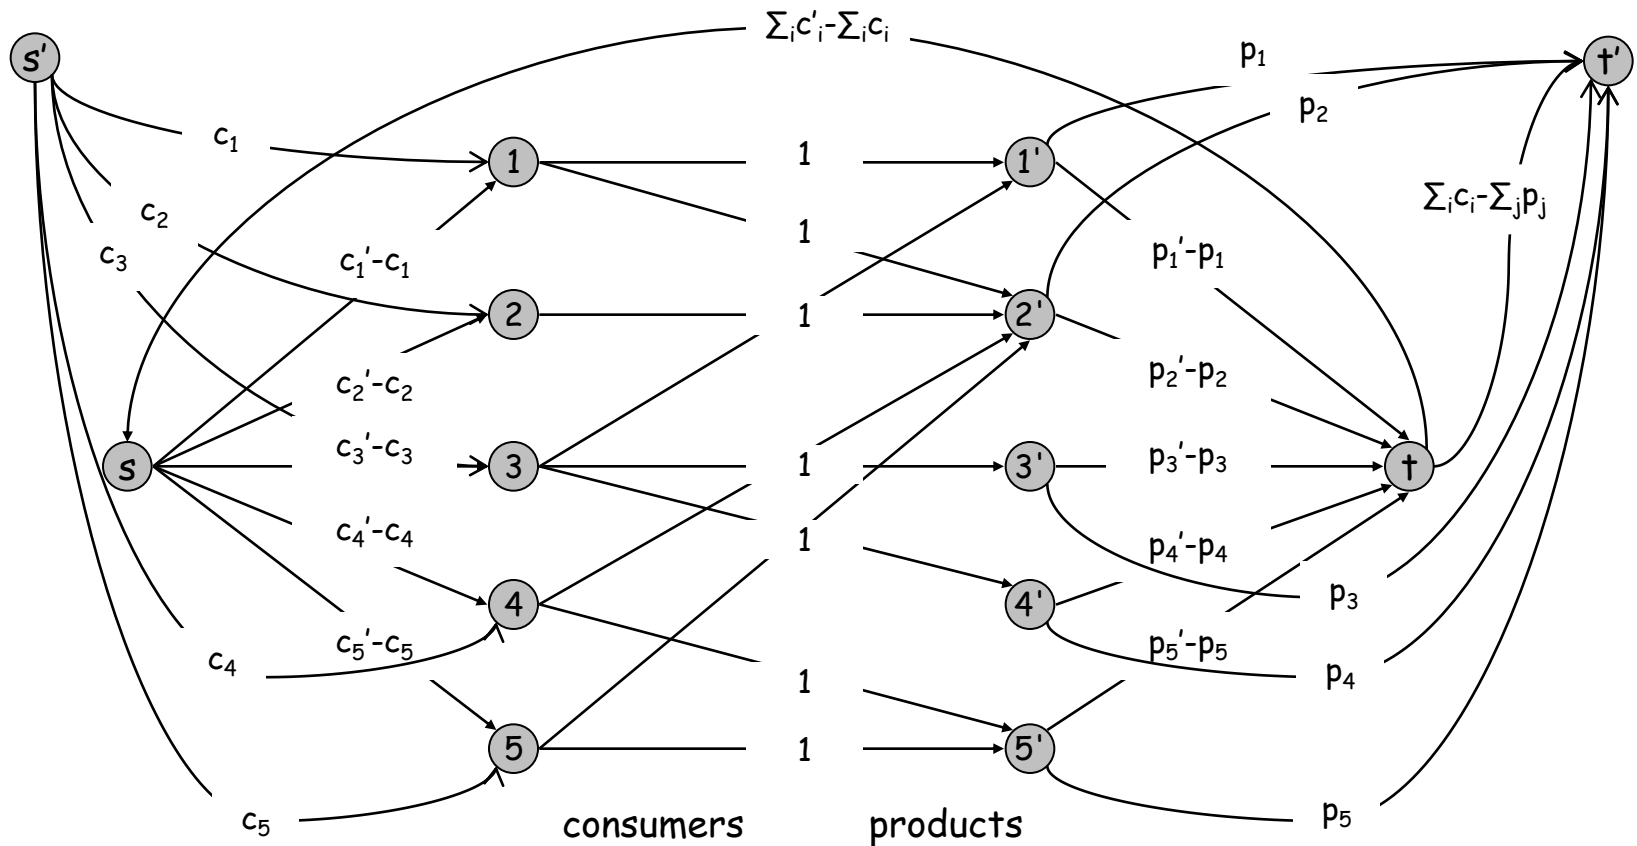 ∑ᵢc'ᵢ-∑ᵢcᵢ
s'
p₁
t'
p₂
c₁
1
1
1'
c₂
∑ᵢcᵢ-∑ⱼpⱼ
1
c₃
c₁'-c₁
p₁'-p₁
2
1
2'
c₂'-c₂
p₂'-p₂
s
c₃'-c₃
3
1
3'
p₃'-p₃
t
c₄'-c₄
1
p₄'-p₄
4
4'
p₃
c₅'-c₅
p₅'-p₅
c₄
p₄
1
5
1
5'
c₅
consumers
products
p₅